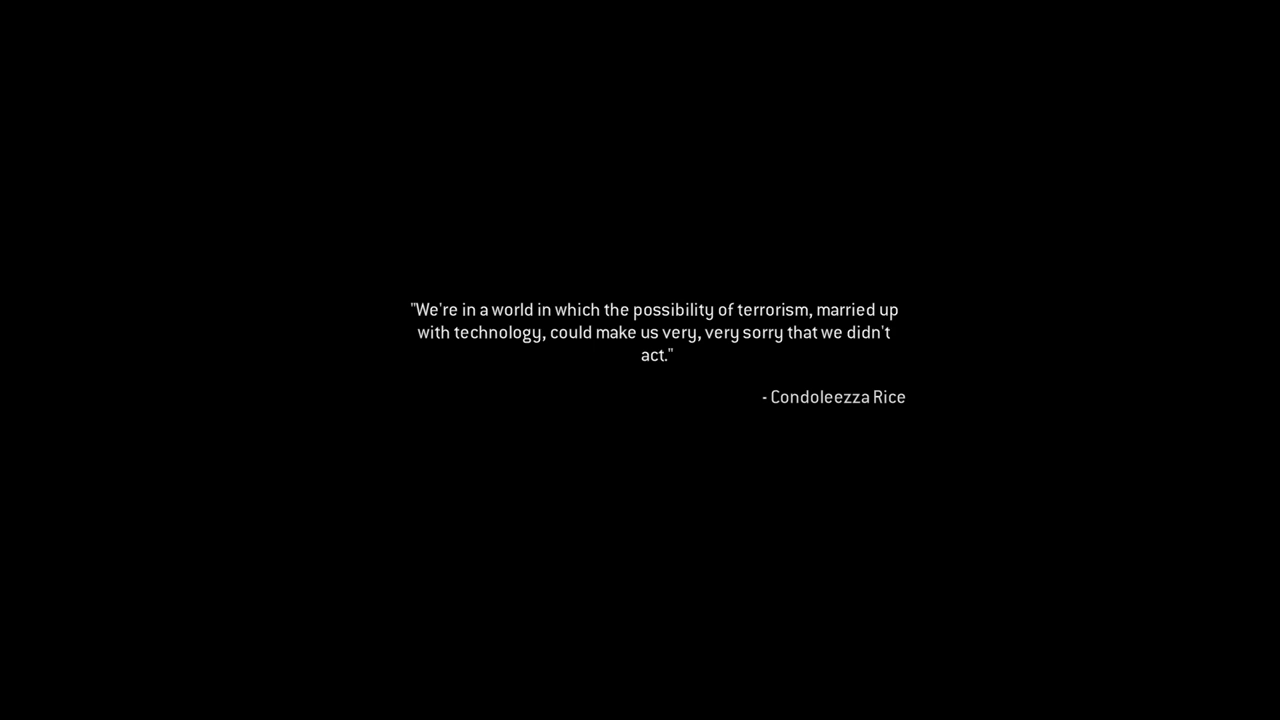 "We're in a world in which the possibility of terrorism, married up
with technology, could make us very, very sorry that we didn't
act."
- Condoleezza Rice